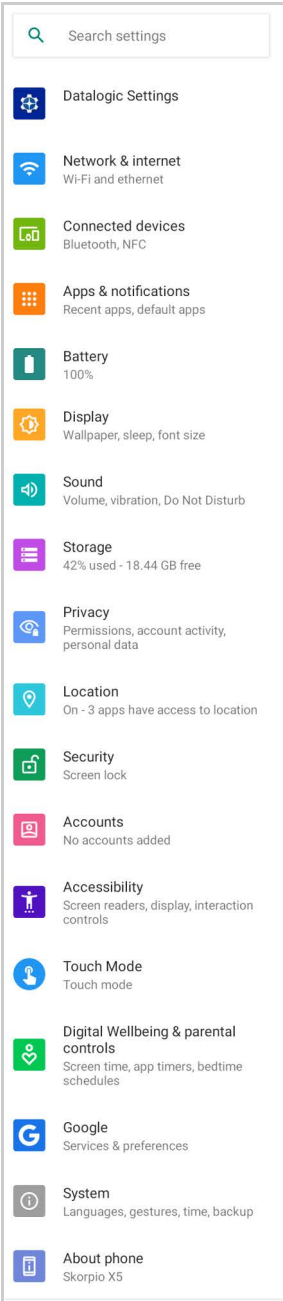 Search settings
Datalogic Settings
Network & internet
Wi-Fi and ethernet
Connected devices
Bluetooth, NFC
Apps & notifications
Recent apps, default apps
Battery
100%
Display
Wallpaper, sleep, font size
Sound
Volume, vibration, Do Not Disturb
Storage
42% used - 18.44 GB free
Privacy
Permissions, account activity,
personal data
Location
On - 3 apps have access to location
Security
Screen lock
Accounts
No accounts added
Accessibility
Screen readers, display, interaction
controls
Touch Mode
Touch mode
Digital Wellbeing & parental
controls
Screen time, app timers, bedtime
schedules
G
Google
Services & preferences
System
Languages, gestures, time, backup
About phone
Skorpio X5